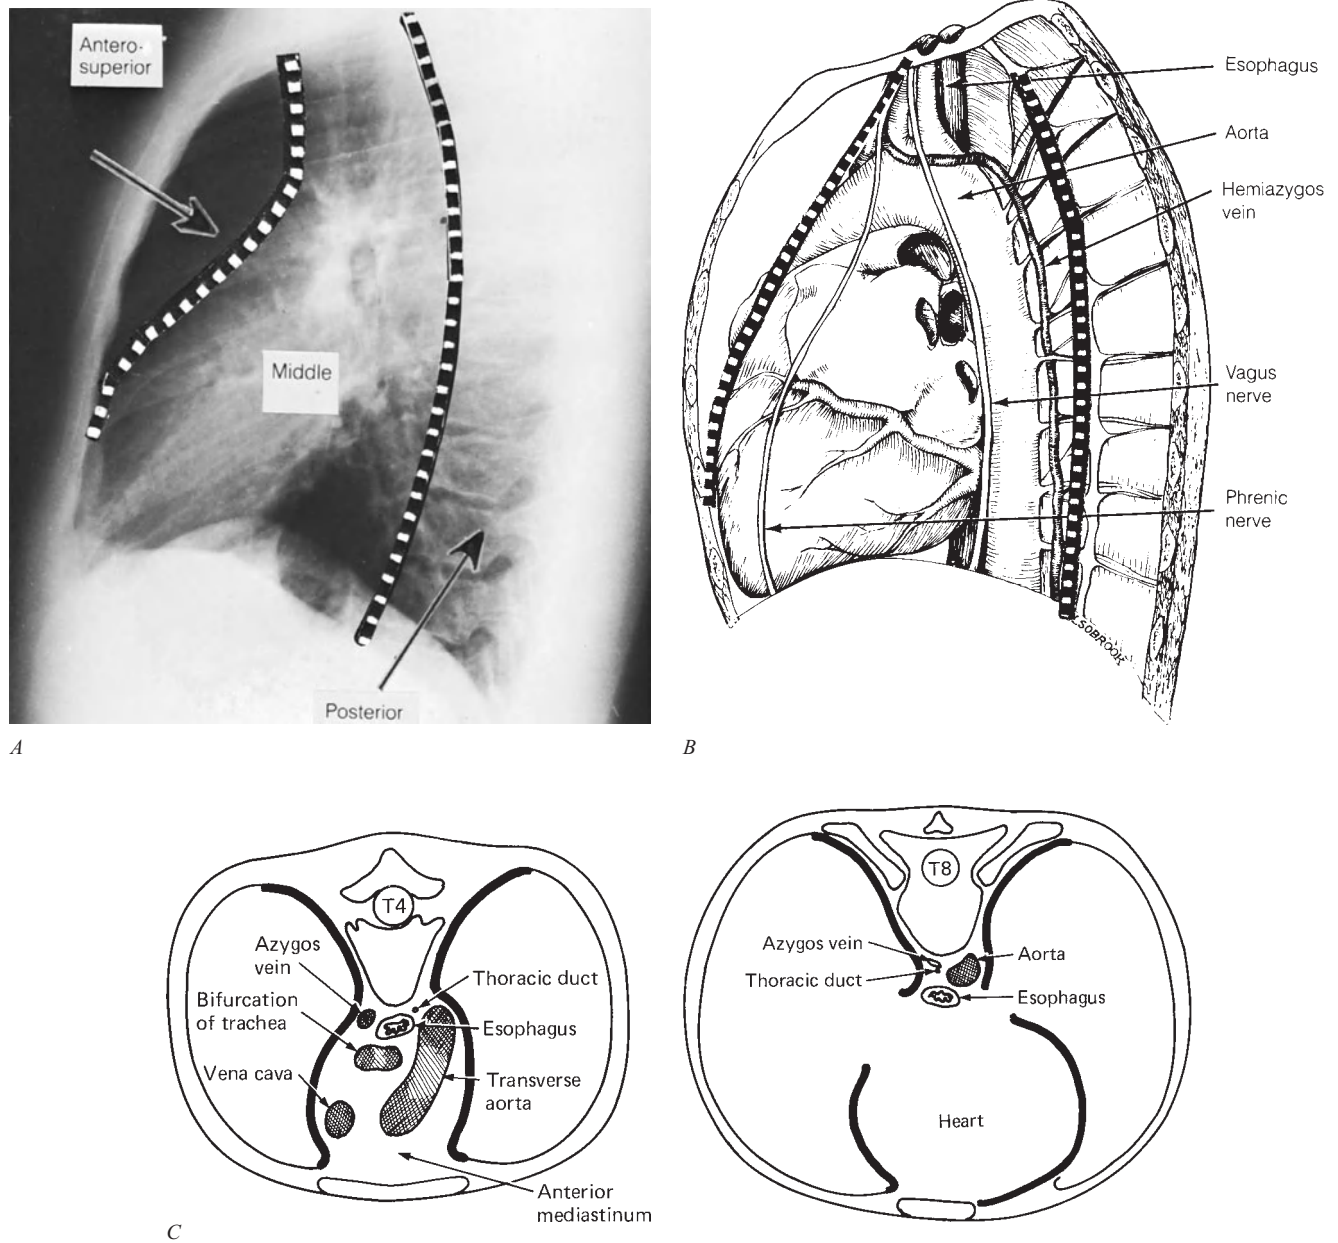 Antero-
superior
Middle
Posterior
A
Esophagus
Aorta
Hemiazygos
vein
Vagus
nerve
Phrenic
nerve
SOBROOK
B
T4
Azygos
vein
Bifurcation
of trachea
Vena cava
Thoracic duct
Esophagus
Transverse
aorta
Anterior
mediastinum
T8
Azygos vein
Thoracic duct
Aorta
Esophagus
Heart
C